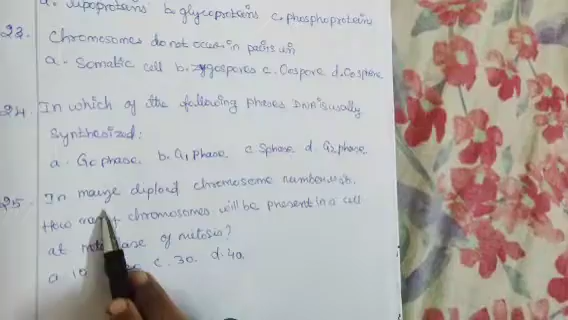 a. lipoproteins b. glycoproteins c. phosphoproteins
23. Chromosomes do not occur in pairs in
a. Somatic cell b. zygospores c. Oospore d.
24. In which of the following phases DNA is usually
synthesized:
a. G0 phase b. G1 phase c. S phase d. G2 phase
25. In maize diploid chromosome number is
How many chromosomes will be present in a cell
at of mitosis?
a. 10 c. 30. d. 40